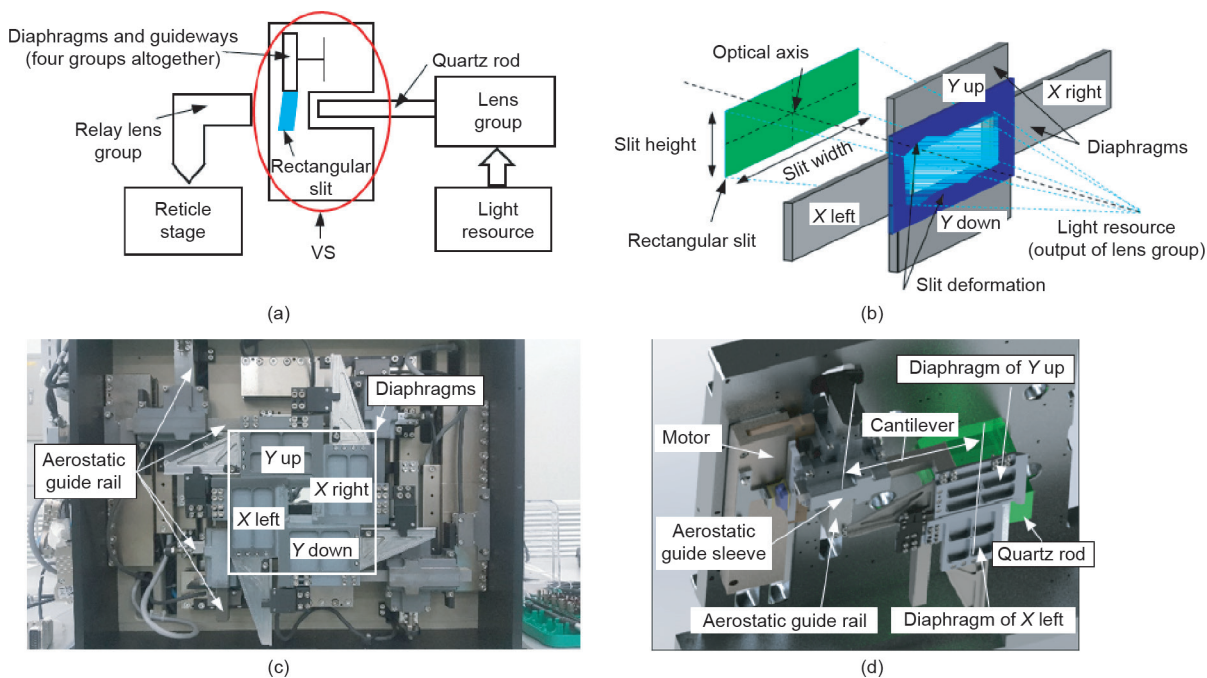 (a)
Diaphragms and guideways
(four groups altogether)
Quartz rod
Lens
group
Relay lens
group
Rectangular
slit
Reticle
stage
Light
resource
VS
(b)
Optical axis
Y up
X right
Slit height
Slit width
Diaphragms
X left
Y down
Rectangular slit
Light resource
(output of lens group)
Slit deformation
(a)
(b)
Diaphragms
Y up
Aerostatic
guide rail
X right
X left
Y down
(c)
Diaphragm of Y up
Cantilever
Motor
Aerostatic
guide sleeve
Quartz rod
Aerostatic guide rail
Diaphragm of X left
(d)